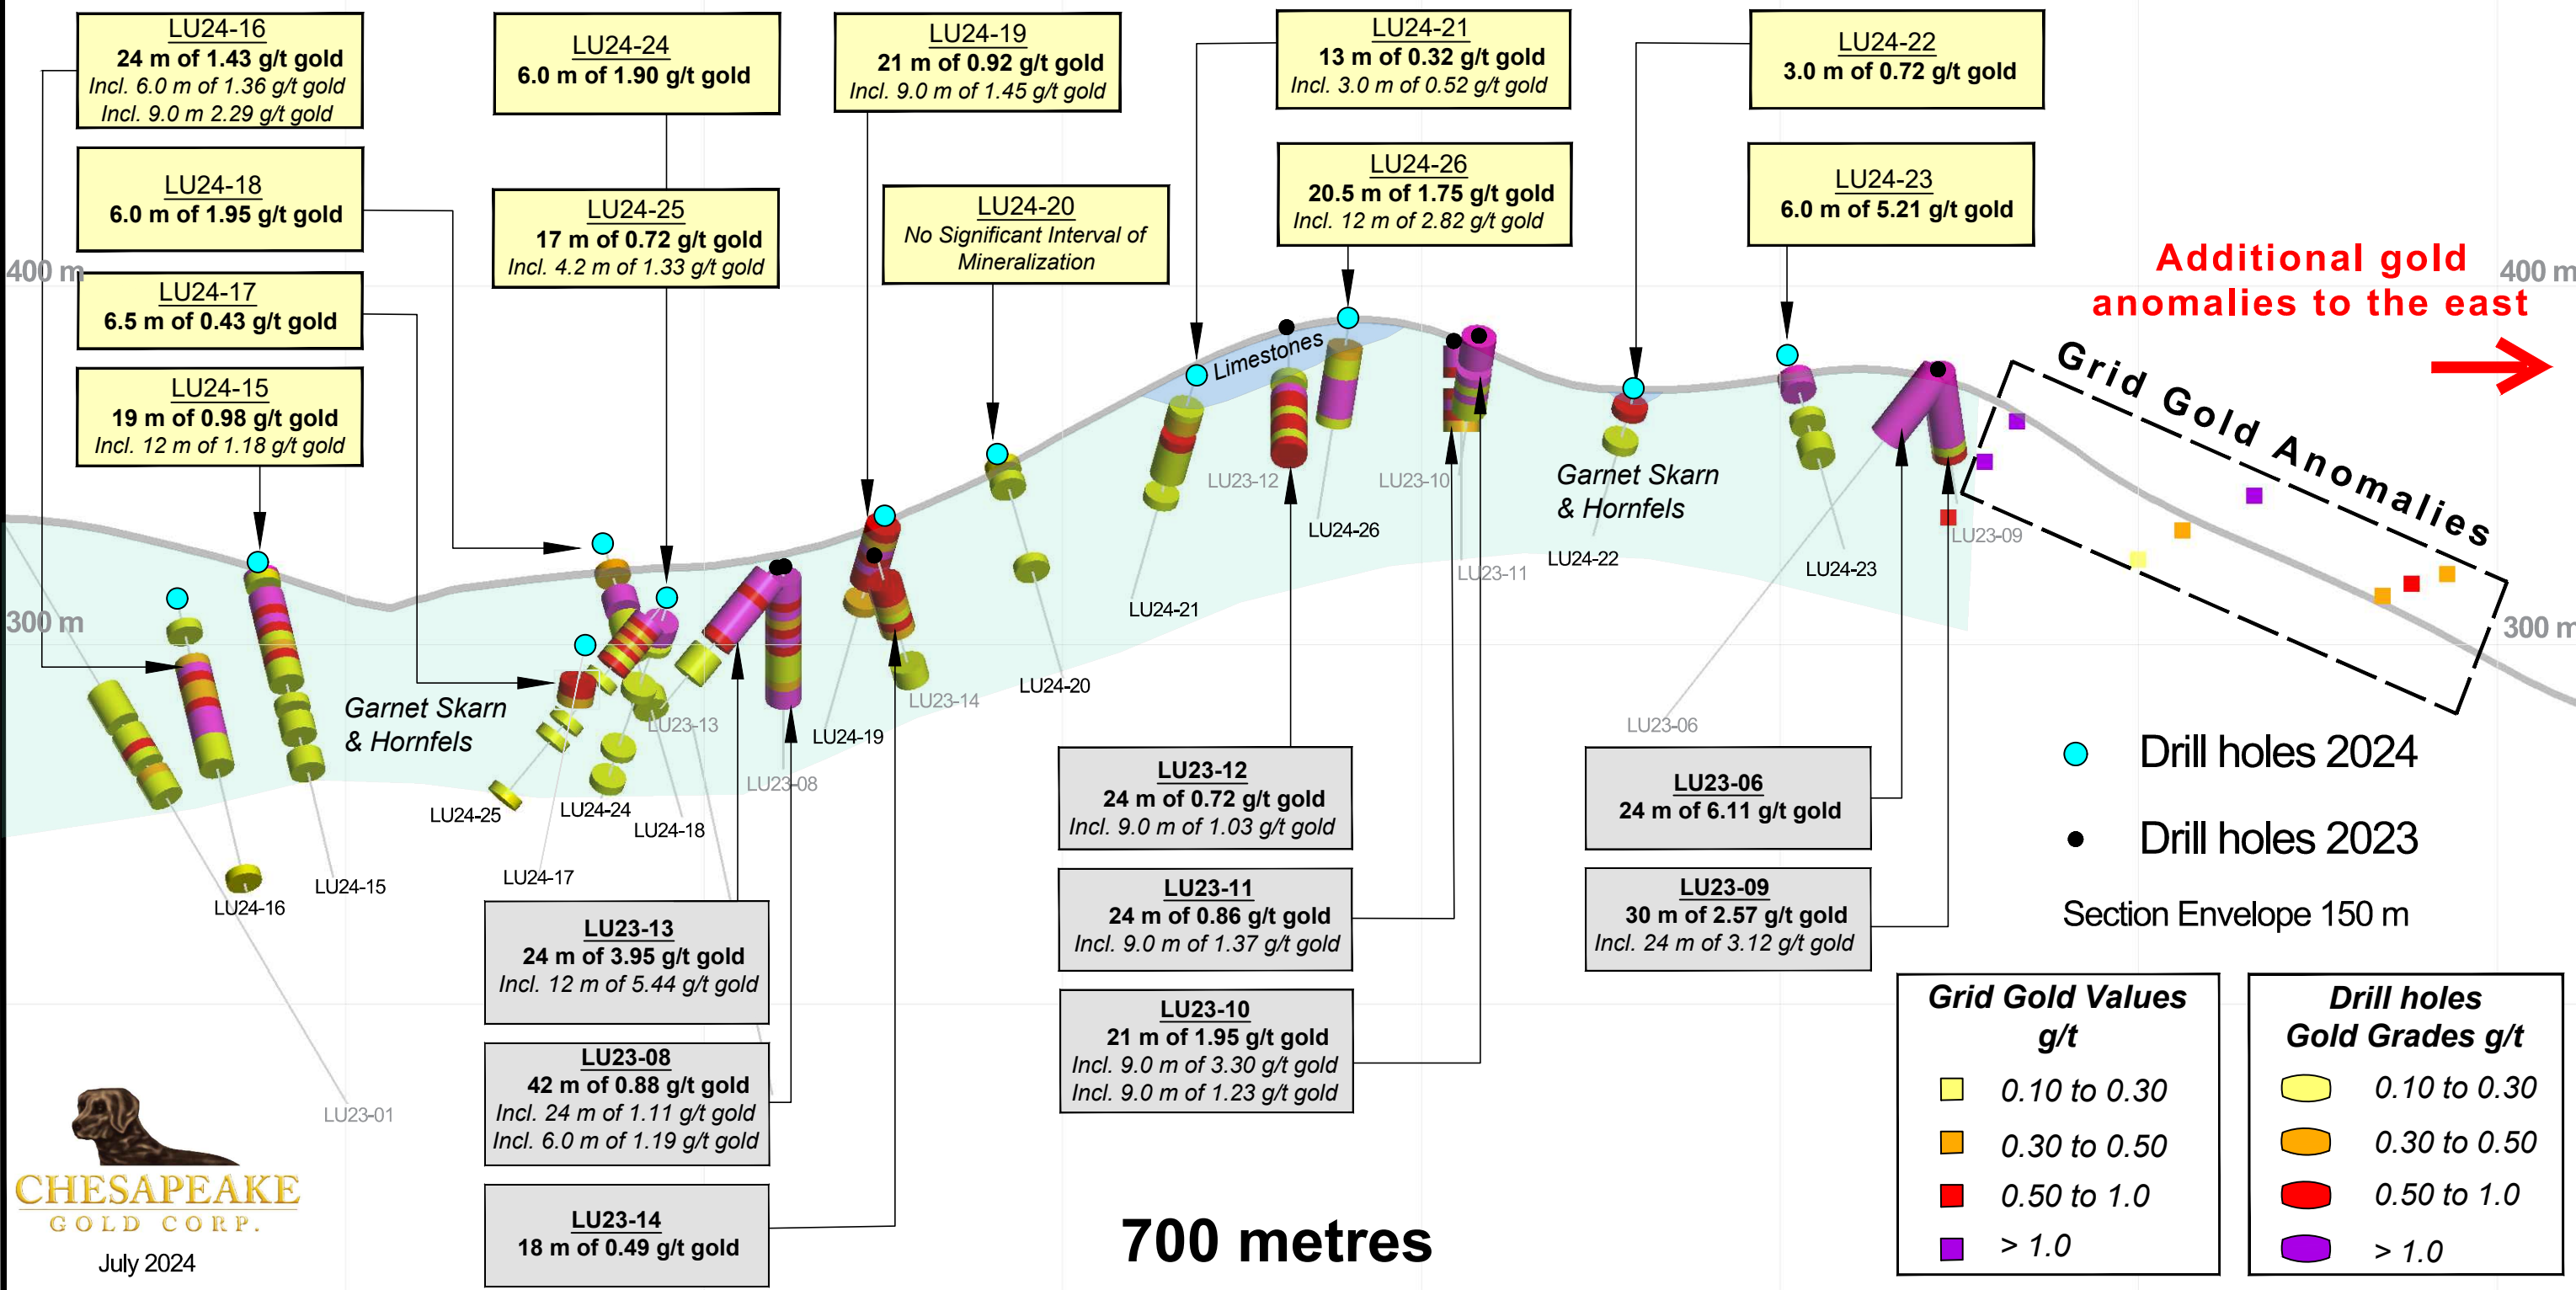 LU24-16
24 m of 1.43 g/t gold
Incl. 6.0 m of 1.36 g/t gold
Incl. 9.0 m 2.29 g/t gold
LU24-18
6.0 m of 1.95 g/t gold
LU24-17
6.5 m of 0.43 g/t gold
LU24-15
19 m of 0.98 g/t gold
Incl. 12 m of 1.18 g/t gold
LU24-24
6.0 m of 1.90 g/t gold
LU24-25
17 m of 0.72 g/t gold
Incl. 4.2 m of 1.33 g/t gold
LU24-19
21 m of 0.92 g/t gold
Incl. 9.0 m of 1.45 g/t gold
LU24-20
No Significant Interval of
Mineralization
LU24-21
13 m of 0.32 g/t gold
Incl. 3.0 m of 0.52 g/t gold
LU24-26
20.5 m of 1.75 g/t gold
Incl. 12 m of 2.82 g/t gold
LU24-22
3.0 m of 0.72 g/t gold
LU24-23
6.0 m of 5.21 g/t gold
400 m
400 m
Additional gold
anomalies to the east
Grid Gold Anomalies
Limestones
300 m
300 m
Garnet Skarn
& Hornfels
Garnet Skarn
& Hornfels
LU23-12
LU24-26
LU23-10
LU23-11
LU24-22
LU24-23
LU23-09
LU24-21
LU24-20
LU23-14
LU24-19
LU23-13
LU23-08
LU23-06
LU24-25
LU24-24
LU24-18
LU24-17
LU24-15
LU24-16
LU23-01
LU23-13
24 m of 3.95 g/t gold
Incl. 12 m of 5.44 g/t gold
LU23-08
42 m of 0.88 g/t gold
Incl. 24 m of 1.11 g/t gold
Incl. 6.0 m of 1.19 g/t gold
LU23-14
18 m of 0.49 g/t gold
LU23-12
24 m of 0.72 g/t gold
Incl. 9.0 m of 1.03 g/t gold
LU23-11
24 m of 0.86 g/t gold
Incl. 9.0 m of 1.37 g/t gold
LU23-10
21 m of 1.95 g/t gold
Incl. 9.0 m of 3.30 g/t gold
Incl. 9.0 m of 1.23 g/t gold
LU23-06
24 m of 6.11 g/t gold
LU23-09
30 m of 2.57 g/t gold
Incl. 24 m of 3.12 g/t gold
Drill holes 2024
Drill holes 2023
Section Envelope 150 m
Grid Gold Values
g/t
0.10 to 0.30
0.30 to 0.50
0.50 to 1.0
> 1.0
Drill holes
Gold Grades g/t
0.10 to 0.30
0.30 to 0.50
0.50 to 1.0
> 1.0
CHESAPEAKE
GOLD CORP.
July 2024
700 metres